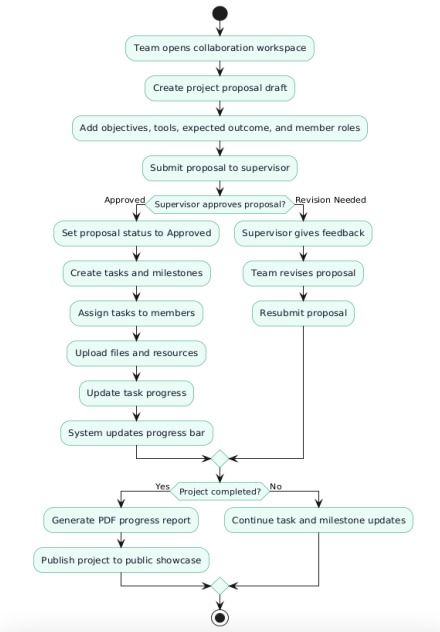 Team opens collaboration workspace
Create project proposal draft
Add objectives, tools, expected outcome, and member roles
Submit proposal to supervisor
Supervisor approves proposal?
Approved
Revision Needed
Set proposal status to Approved
Create tasks and milestones
Assign tasks to members
Upload files and resources
Update task progress
System updates progress bar
Supervisor gives feedback
Team revises proposal
Resubmit proposal
Project completed?
Yes
No
Generate PDF progress report
Publish project to public showcase
Continue task and milestone updates